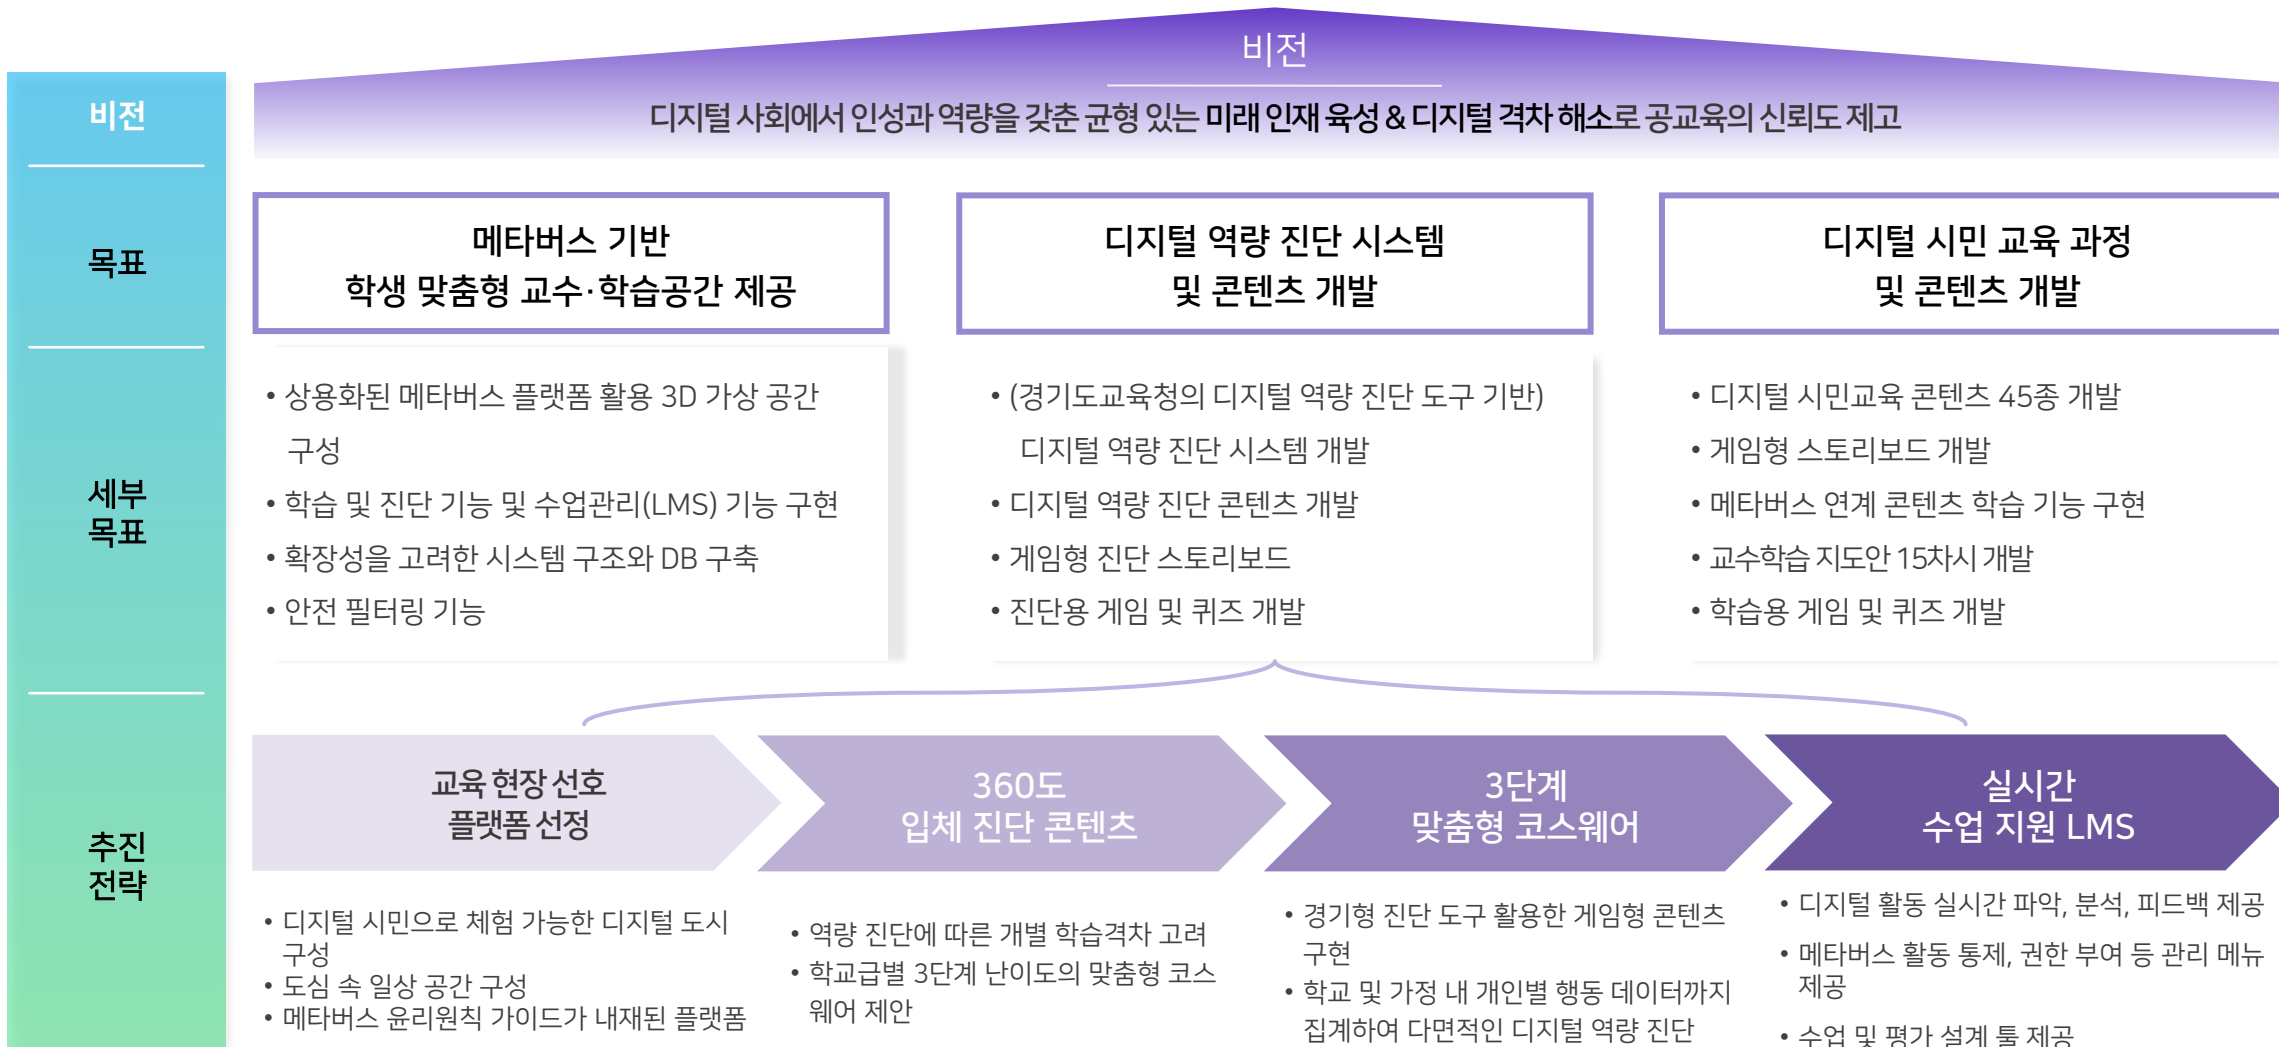 비전
디지털 사회에서 인성과 역량을 갖춘 균형 있는 미래 인재 육성 & 디지털 격차 해소로 공교육의 신뢰도 제고
비전
목표
세부
목표
추진
전략
메타버스 기반
학생 맞춤형 교수·학습공간 제공
• 상용화된 메타버스 플랫폼 활용 3D 가상 공간
구성
• 학습 및 진단 기능 및 수업관리(LMS) 기능 구현
• 확장성을 고려한 시스템 구조와 DB 구축
• 안전 필터링 기능
디지털 역량 진단 시스템
및 콘텐츠 개발
• (경기도교육청의 디지털 역량 진단 도구 기반)
디지털 역량 진단 시스템 개발
• 디지털 역량 진단 콘텐츠 개발
• 게임형 진단 스토리보드
• 진단용 게임 및 퀴즈 개발
디지털 시민 교육 과정
및 콘텐츠 개발
• 디지털 시민교육 콘텐츠 45종 개발
• 게임형 스토리보드 개발
• 메타버스 연계 콘텐츠 학습 기능 구현
• 교수학습 지도안 15차시 개발
• 학습용 게임 및 퀴즈 개발
교육 현장 선호
플랫폼 선정
• 디지털 시민으로 체험 가능한 디지털 도시
구성
• 도심 속 일상 공간 구성
• 메타버스 윤리원칙 가이드가 내재된 플랫폼
360도
입체 진단 콘텐츠
• 역량 진단에 따른 개별 학습격차 고려
• 학교급별 3단계 난이도의 맞춤형 코스
웨어 제안
3단계
맞춤형 코스웨어
• 경기형 진단 도구 활용한 게임형 콘텐츠
구현
• 학교 및 가정 내 개인별 행동 데이터까지
집계하여 다면적인 디지털 역량 진단
실시간
수업 지원 LMS
• 디지털 활동 실시간 파악, 분석, 피드백 제공
• 메타버스 활동 통제, 권한 부여 등 관리 메뉴
제공
• 수업 및 평가 설계 툴 제공